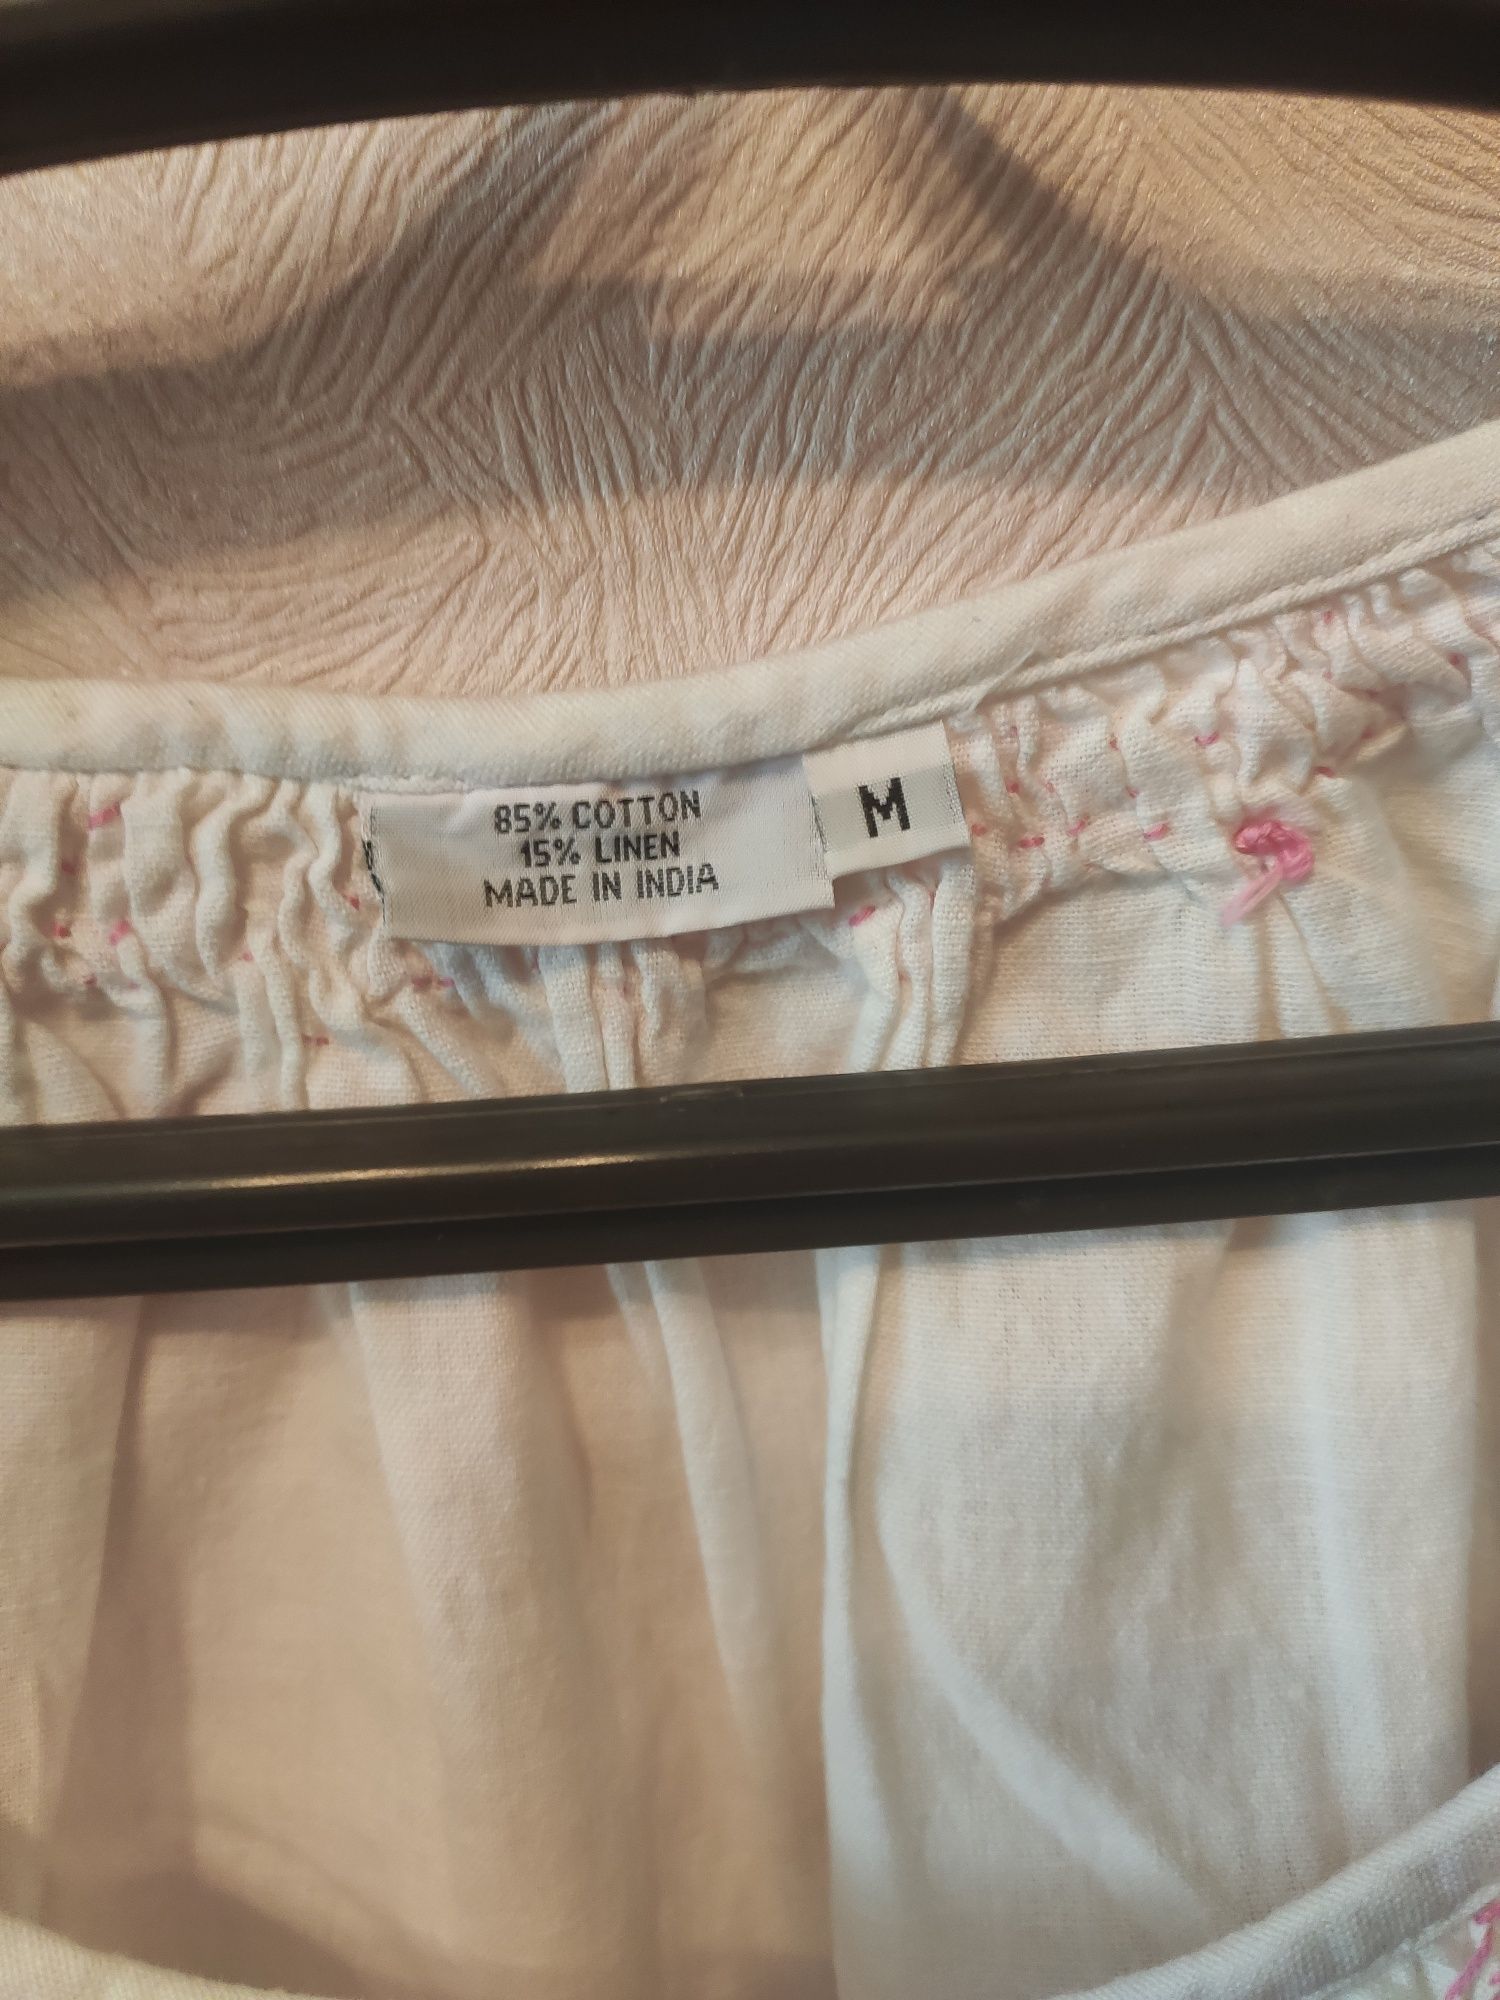 85% COTTON
15% LINEN
MADE IN INDIA
M